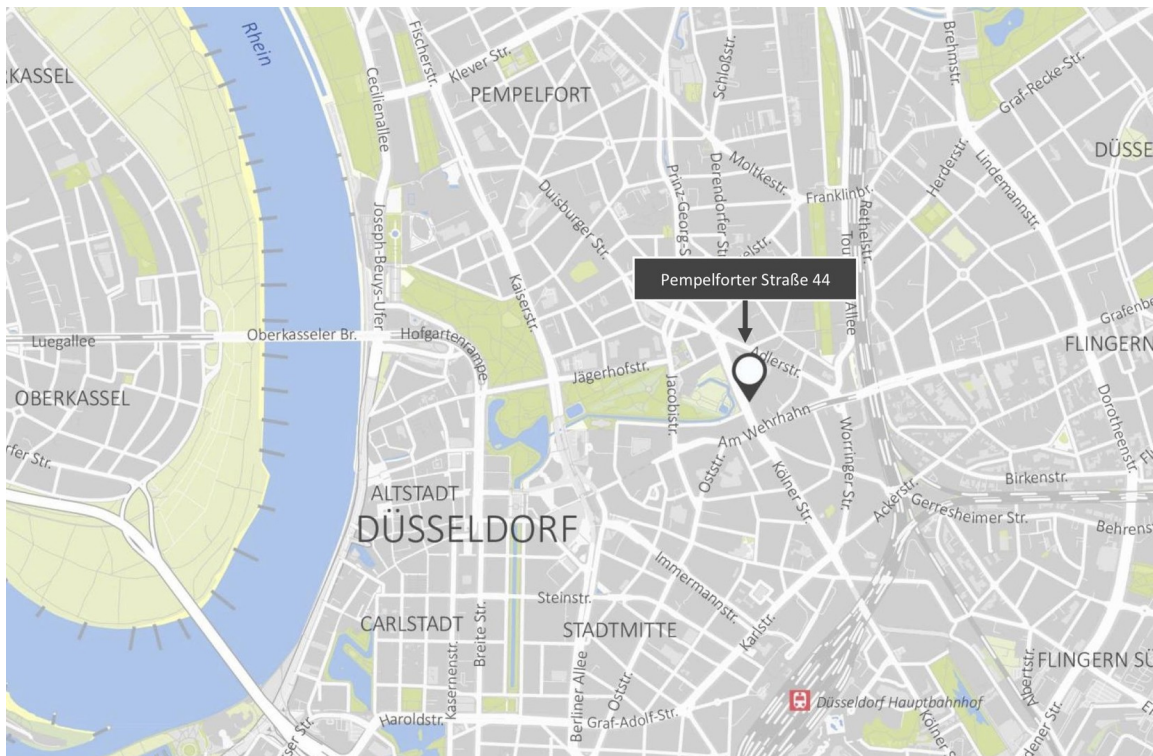 Rhein
Fischerstr.
Klever Str.
Schloßstr.
Brehmstr.
Graf-Recke-Str.
Cecilienallee
PEMPELFORT
Moltkestr.
Prinz-Georg-S
Derendorfer Str
Franklinbr.
Herderstr.
Lindemannstr.
Duisburger Str.
Joseph-Beuys-Ufer
Rethelstr.
Kaiserstr.
Pempelforter Straße 44
Allee
Luegallee
Oberkasseler Br.
Hofgartenrampe
Grafenbe
FLINGERN
Adlerstr.
Jägerhofstr.
Jacobistr.
OBERKASSEL
Am Wehrhahn
Dorotheenstr.
Worringer Str.
Oststr.
Kölner Str.
Birkenstr.
Ackerstr.
Gerresheimer Str.
ALTSTADT
DÜSSELDORF
Behrenst
Immermannstr.
Steinstr.
CARLSTADT
STADTMITTE
Karlstr.
Breite Str.
Kasernenstr.
Berliner Allee
Oststr.
FLINGERN SÜ
Albertstr.
Düsseldorf Hauptbahnhof
Haroldstr.
Graf-Adolf-Str.
Kölner S